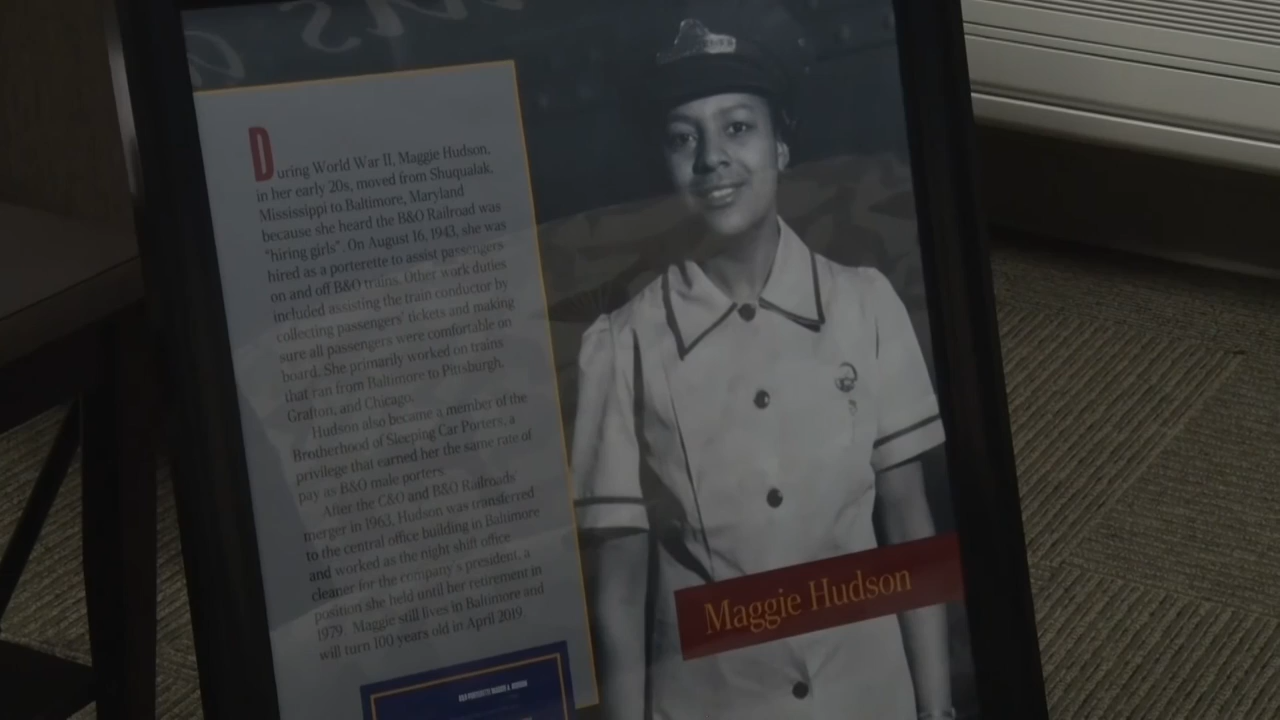 During World War II, Maggie Hudson,
in her early 20s, moved from Shuqualak,
Mississippi to Baltimore, Maryland
because she heard the B&O Railroad was
"hiring girls". On August 16, 1943, she was
hired as a porterette to assist passengers
on and off B&O trains. Other work duties
included assisting the train conductor by
collecting passengers' tickets and making
sure all passengers were comfortable on
board. She primarily worked on trains
that ran from Baltimore to Pittsburgh,
Grafton, and Chicago.
Hudson also became a member of the
Brotherhood of Sleeping Car Porters, a
privilege that earned her the same rate of
pay as B&O male porters.
After the C&O and B&O Railroads'
merger in 1963, Hudson was transferred
to the central office building in Baltimore
and worked as the night shift office
cleaner for the company's president, a
position she held until her retirement in
1979. Maggie still lives in Baltimore and
will turn 100 years old in April 2019.
Maggie Hudson